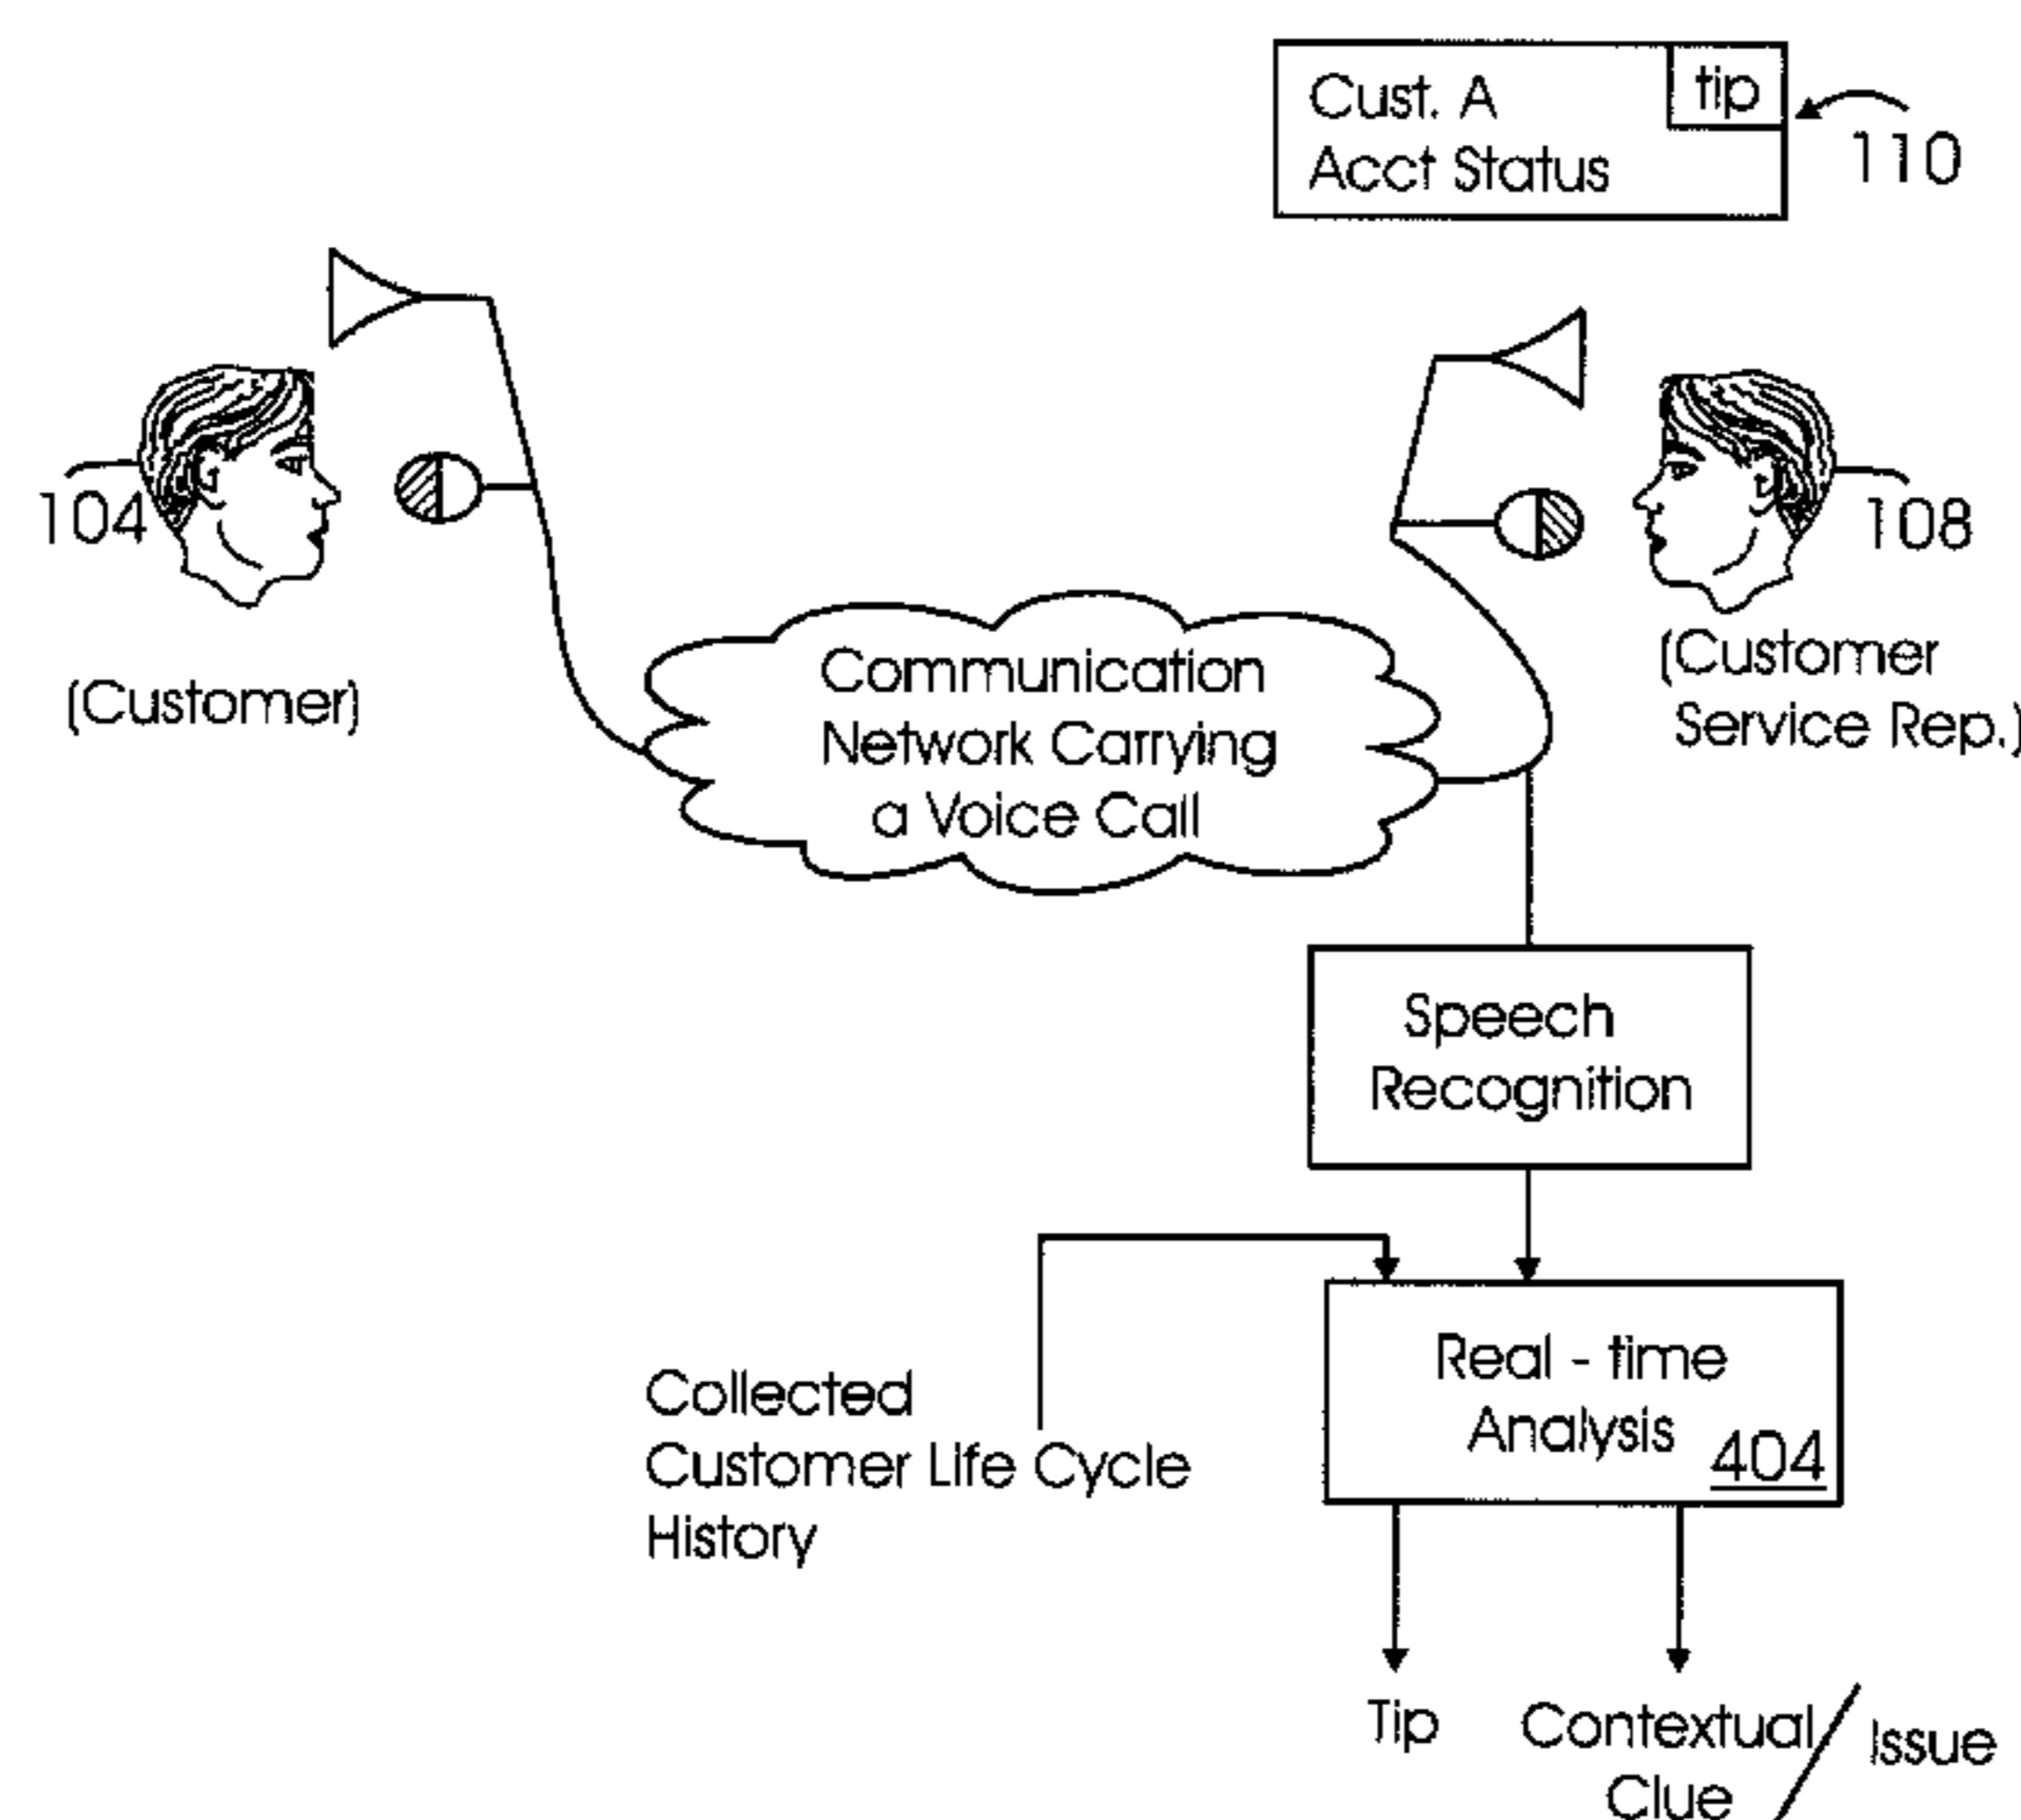 Cust. A
tip
Acct Status
110
104
108
(Customer)
(Customer
Service Rep.)
Communication
Network Carrying
a Voice Call
Speech
Recognition
Real - time
Analysis
404
Collected
Customer Life Cycle
History
Tip
Contextual / Issue
Clue